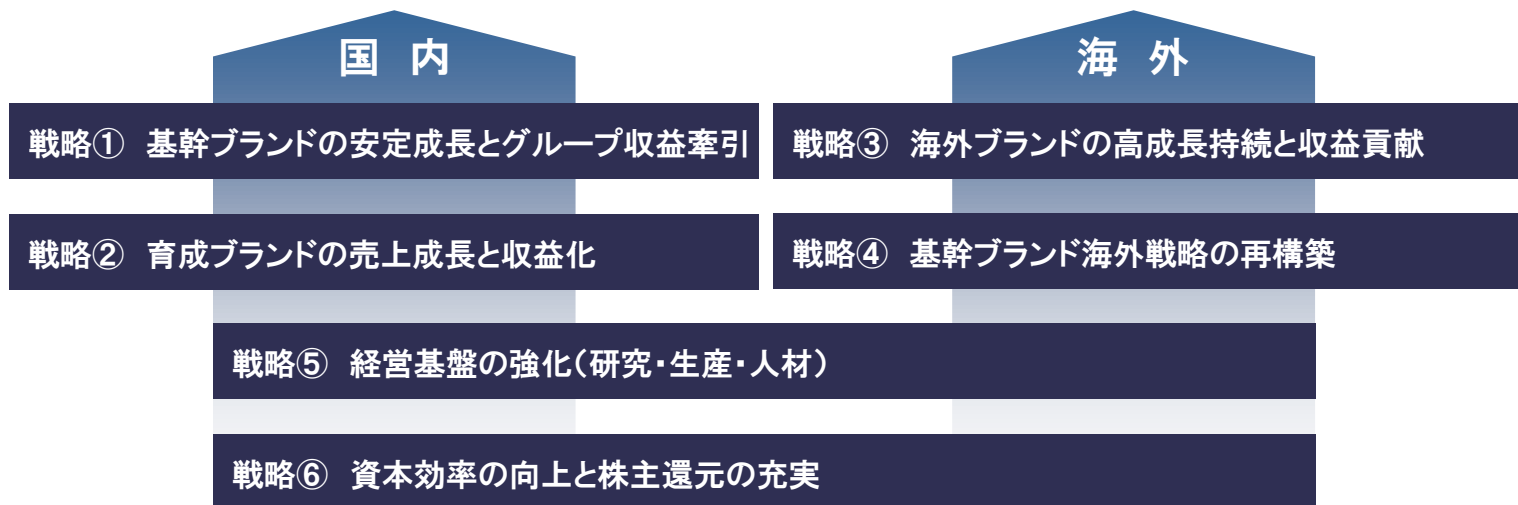 国 内
海 外
戦略① 基幹ブランドの安定成長とグループ収益牽引
戦略③ 海外ブランドの高成長持続と収益貢献
戦略② 育成ブランドの売上成長と収益化
戦略④ 基幹ブランド海外戦略の再構築
戦略⑤ 経営基盤の強化(研究・生産・人材)
戦略⑥ 資本効率の向上と株主還元の充実